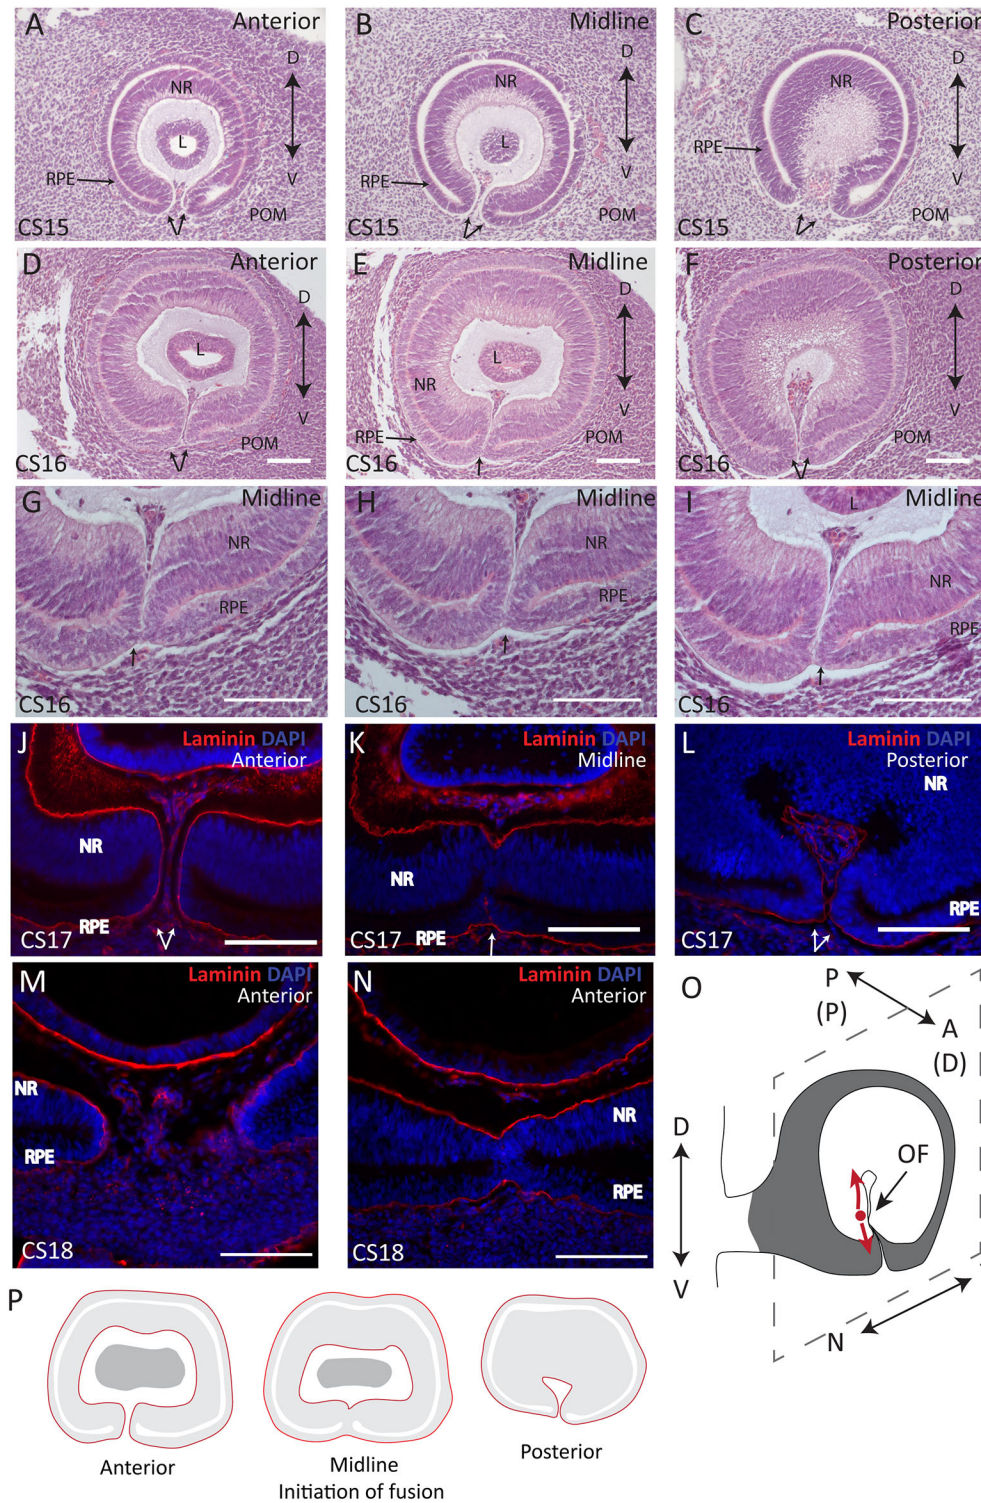 A Anterior
D
NR
L
RPE
V
POM
CS15
B Midline
D
NR
L
RPE
V
POM
CS15
C Posterior
D
NR
RPE
V
POM
CS15
D Anterior
D
L
V
POM
CS16
E Midline
D
L
NR
RPE
V
POM
CS16
F Posterior
D
V
POM
CS16
G Midline
NR
RPE
CS16
H Midline
NR
RPE
CS16
I Midline
L
NR
RPE
CS16
J Laminin DAPI
Anterior
NR
RPE
CS17
K Laminin DAPI
Midline
NR
RPE
CS17
L Laminin DAPI
Posterior
NR
RPE
CS17
M Laminin DAPI
Anterior
NR
RPE
CS18
N Laminin DAPI
Anterior
NR
RPE
CS18
O
P
(P)
A
(D)
D
OF
V
N
P
Anterior
Midline
Initiation of fusion
Posterior